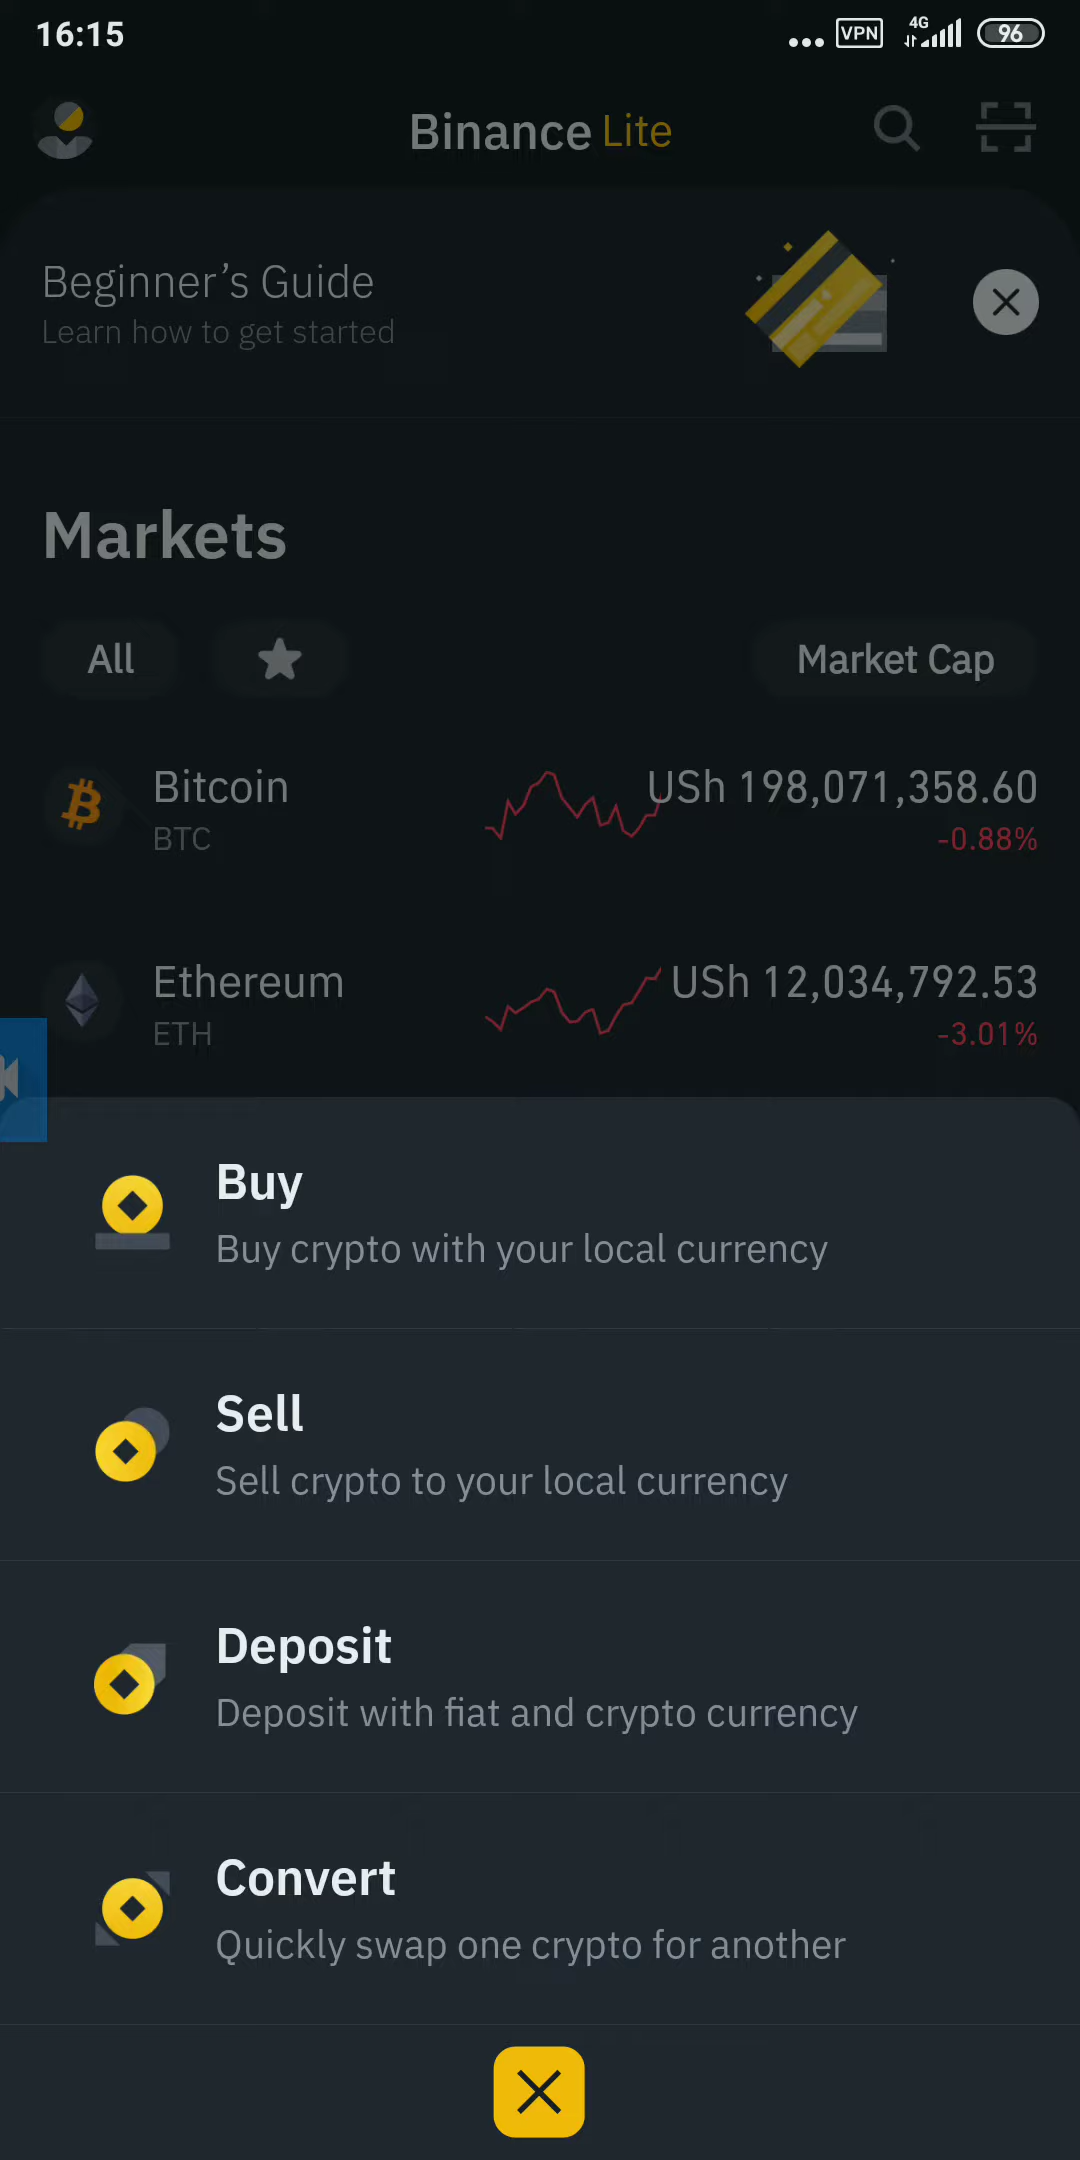 16:15
VPN 4G 96
Binance Lite
Beginner's Guide
Learn how to get started
Markets
All Market Cap
Bitcoin USh 198,071,358.60
BTC -0.88%
Ethereum USh 12,034,792.53
ETH -3.01%
Buy
Buy crypto with your local currency
Sell
Sell crypto to your local currency
Deposit
Deposit with fiat and crypto currency
Convert
Quickly swap one crypto for another